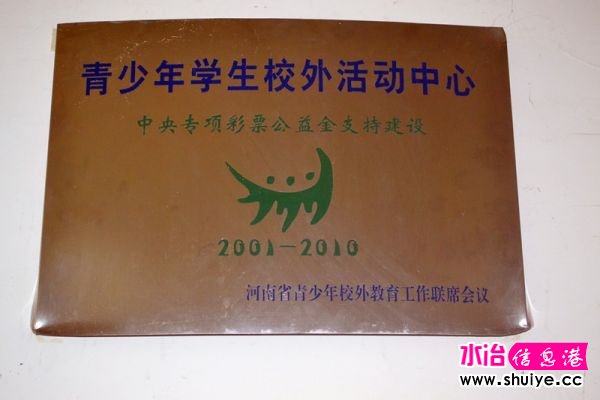 青少年学生校外活动中心
中央专项彩票公益金支持建设
2001-2010
河南省青少年校外教育工作联席会议
水冶信息港
www.shuiye.cc